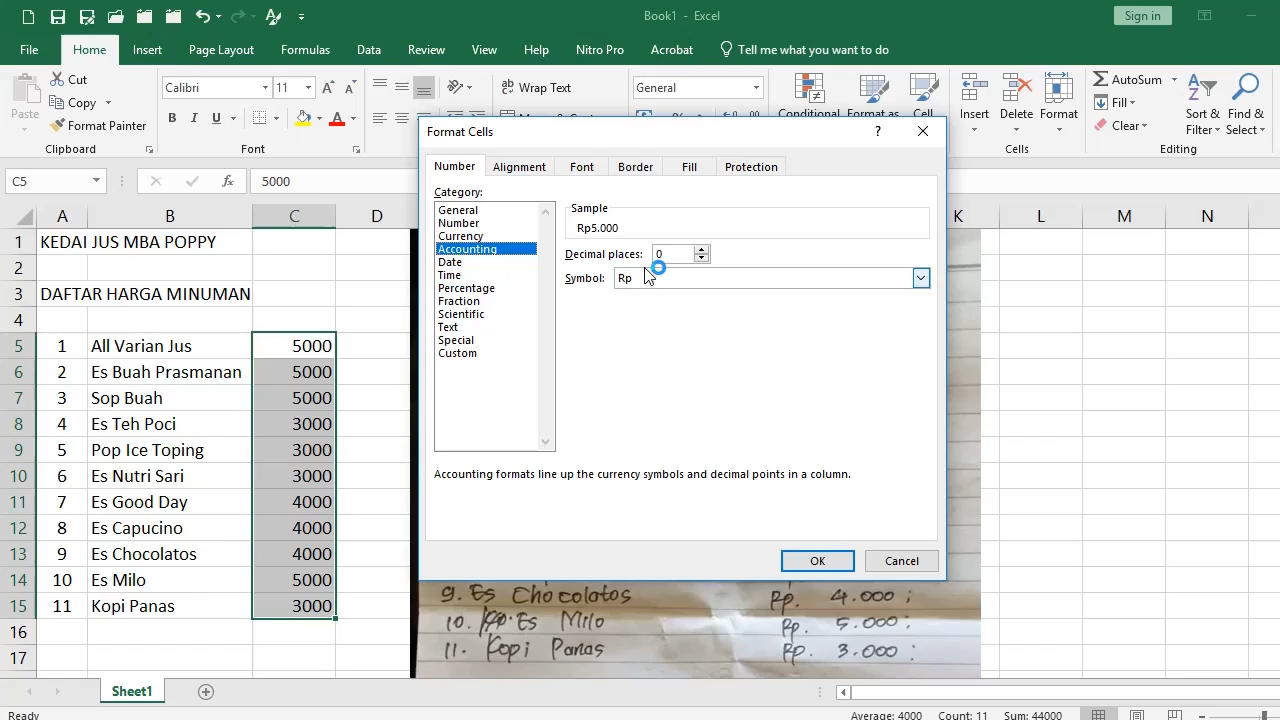 Book1 - Excel
Sign in
File Home Insert Page Layout Formulas Data Review View Help Nitro Pro Acrobat Tell me what you want to do
Paste
Cut
Copy
Format Painter
Clipboard
Calibri 11
B I U
Font
Wrap Text
General
Conditional
Format as
Cell
Insert
Delete
Format
Cells
AutoSum
Fill
Clear
Sort &
Filter
Find &
Select
Editing
C5
fx
5000
A B C D K L M N
1 KEDAI JUS MBA POPPY
2
3 DAFTAR HARGA MINUMAN
4
5 1 All Varian Jus 5000
6 2 Es Buah Prasmanan 5000
7 3 Sop Buah 5000
8 4 Es Teh Poci 3000
9 5 Pop Ice Toping 3000
10 6 Es Nutri Sari 3000
11 7 Es Good Day 4000
12 8 Es Capucino 4000
13 9 Es Chocolatos 4000
14 10 Es Milo 5000
15 11 Kopi Panas 3000
16
17
Format Cells
?
Number Alignment Font Border Fill Protection
Category:
General
Number
Currency
Accounting
Date
Time
Percentage
Fraction
Scientific
Text
Special
Custom
Sample
Rp5.000
Decimal places: 0
Symbol: Rp
Accounting formats line up the currency symbols and decimal points in a column.
OK
Cancel
9. Es Chocolatos Rp. 4.000 ;
10. Es Milo Rp. 5.000 ;
11. Kopi Panas Rp. 3.000 ;
Sheet1
Average: 4000 Count: 11 Sum: 44000